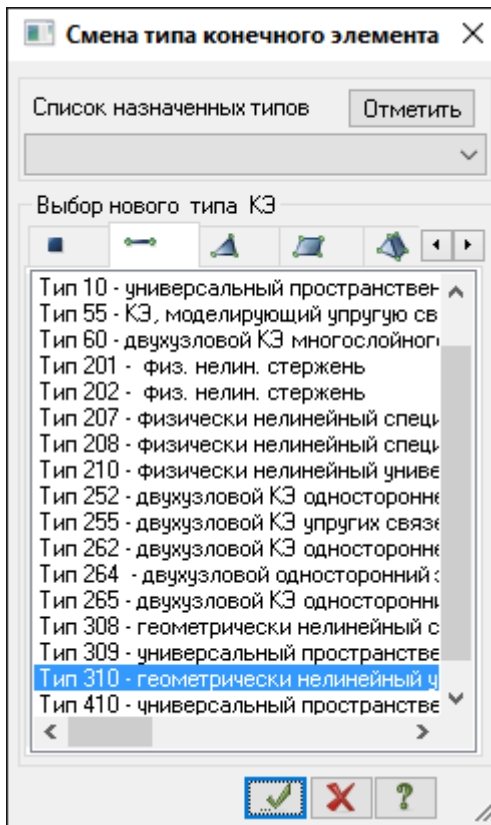 Смена типа конечного элемента
Список назначенных типов
Отметить
Выбор нового типа КЭ
Тип 10 - универсальный пространствен
Тип 55 - КЭ, моделирующий упругую св
Тип 60 - двухузловой КЭ многослойног
Тип 201 - физ. нелин. стержень
Тип 202 - физ. нелин. стержень
Тип 207 - физически нелинейный специ
Тип 208 - физически нелинейный специ
Тип 210 - физически нелинейный униве
Тип 252 - двухузловой КЭ односторонне
Тип 255 - двухузловой КЭ упругих связе
Тип 262 - двухузловой КЭ односторонне
Тип 264 - двухузловой односторонний э
Тип 265 - двухузловой КЭ односторонн
Тип 308 - геометрически нелинейный с
Тип 309 - универсальный пространстве
Тип 310 - геометрически нелинейный у
Тип 410 - универсальный пространстве